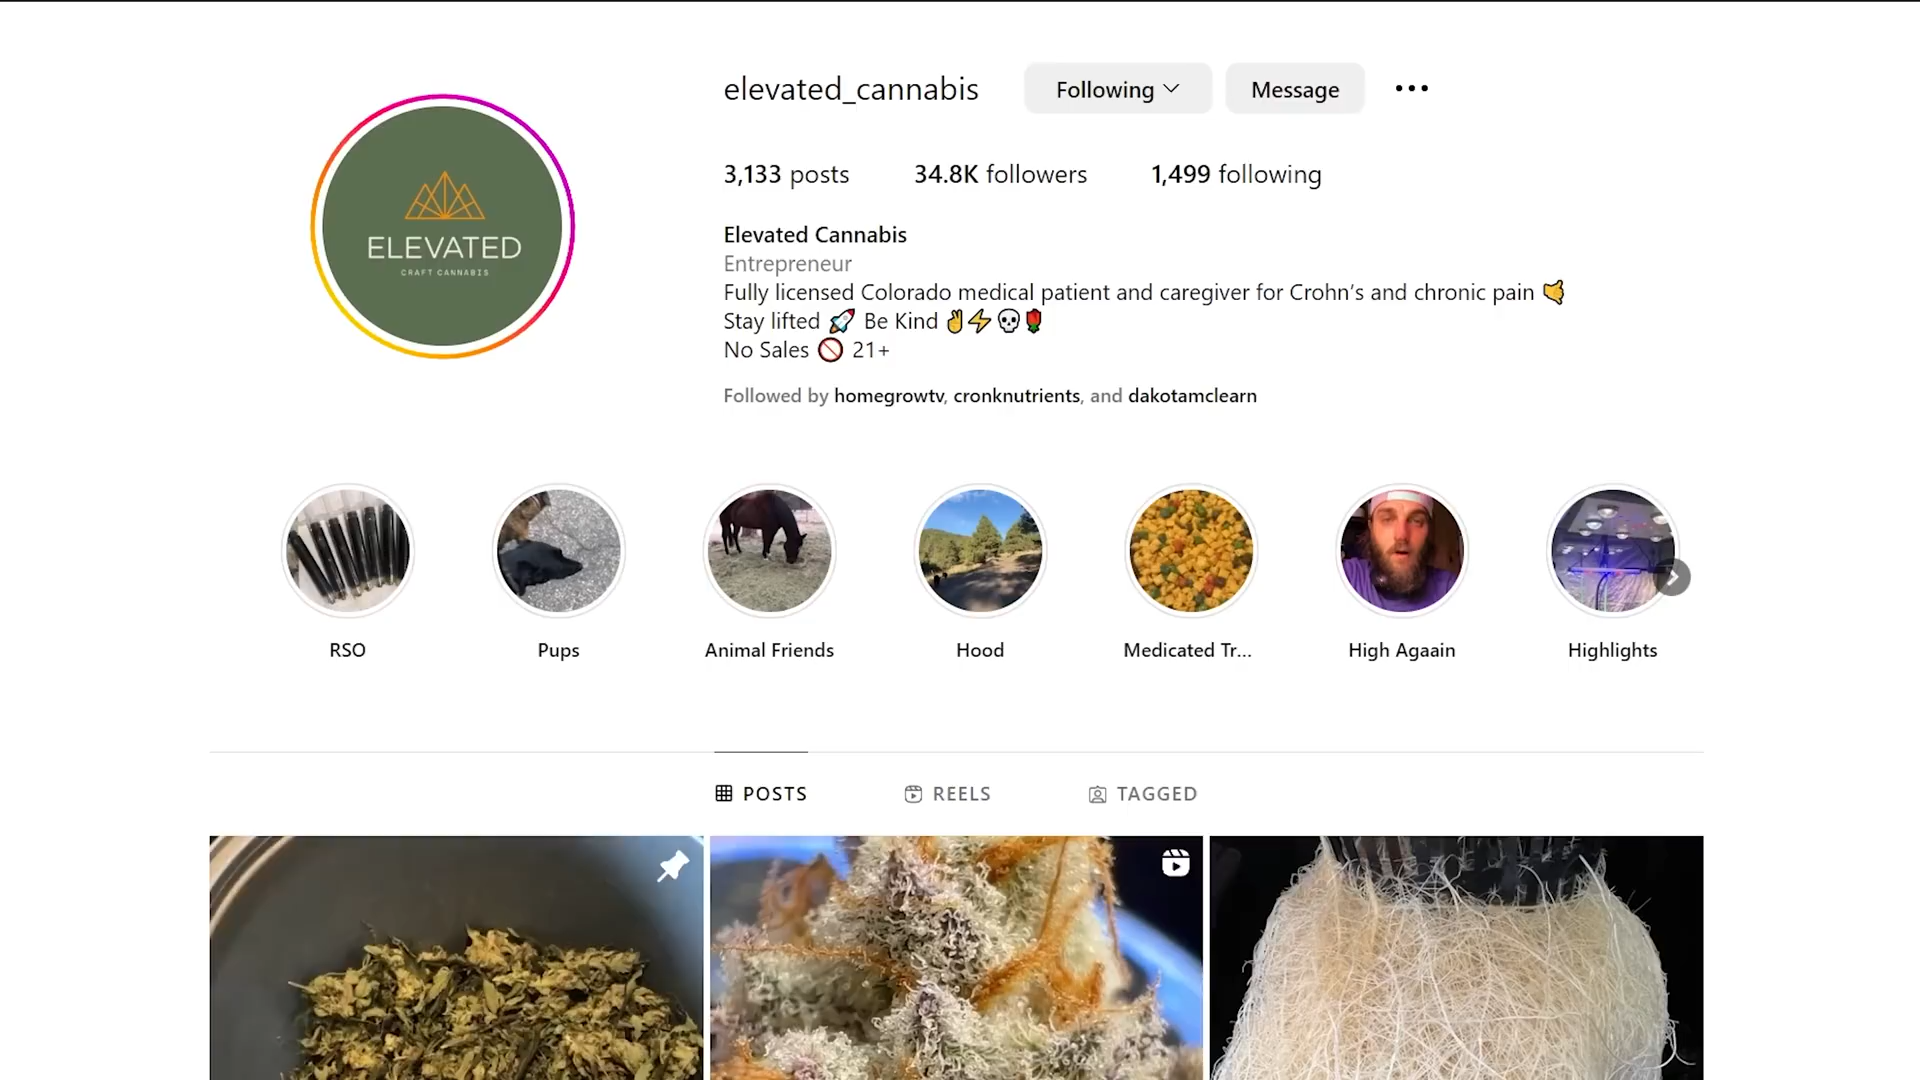 elevated_cannabis
Following
Message
3,133 posts
34.8K followers
1,499 following
ELEVATED
CRAFT CANNABIS
Elevated Cannabis
Entrepreneur
Fully licensed Colorado medical patient and caregiver for Crohn’s and chronic pain 🤙
Stay lifted 🚀 Be Kind ✌️⚡💀🌹
No Sales 🚫 21+
Followed by homegrowtv, cronknutrients, and dakotamclearn
RSO
Pups
Animal Friends
Hood
Medicated Tr...
High Agaain
Highlights
POSTS
REELS
TAGGED